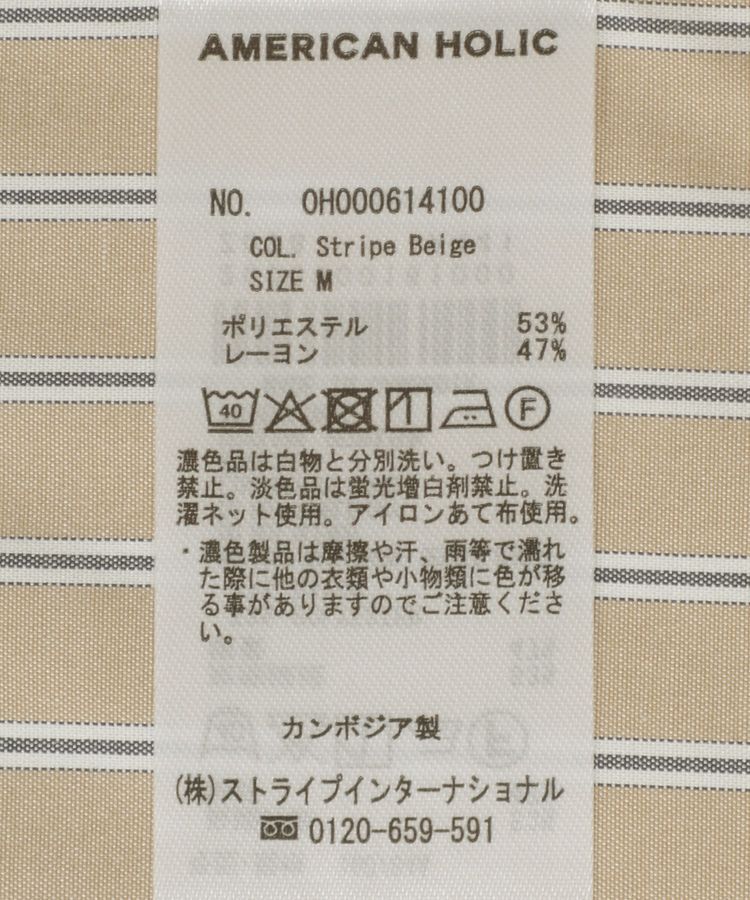 AMERICAN HOLIC
NO. 0H000614100
COL. Stripe Beige
SIZE M
ポリエステル 53%
レーヨン 47%
40 F
濃色品は白物と分別洗い。つけ置き
禁止。淡色品は蛍光増白剤禁止。洗
濯ネット使用。アイロンあて布使用。
・濃色製品は摩擦や汗、雨等で濡れ
た際に他の衣類や小物類に色が移
る事がありますのでご注意くださ
い。
カンボジア製
(株)ストライプインターナショナル
0120-659-591